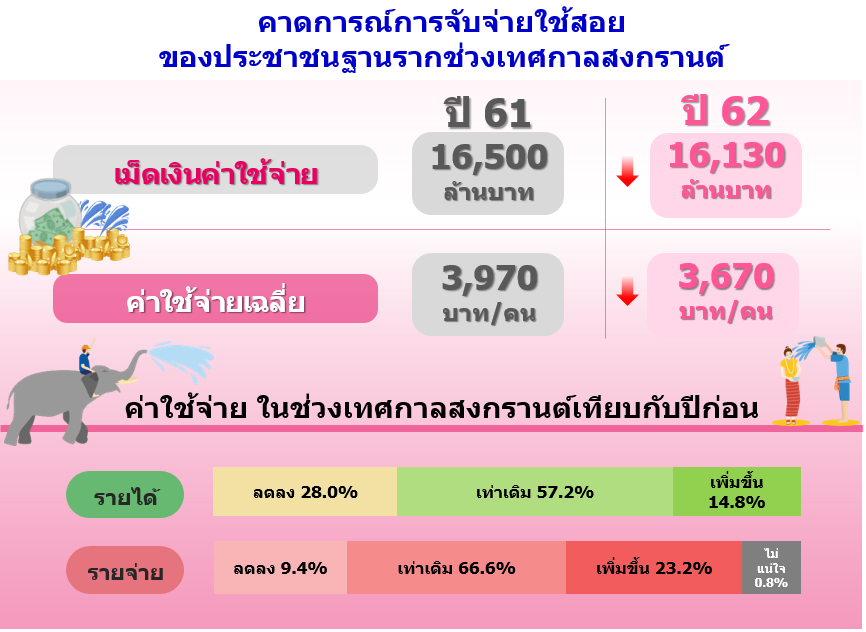 คาดการณ์การจับจ่ายใช้สอย
ของประชาชนฐานรากช่วงเทศกาลสงกรานต์
ปี 61
ปี 62
เม็ดเงินค่าใช้จ่าย
16,500
ล้านบาท
16,130
ล้านบาท
ค่าใช้จ่ายเฉลี่ย
3,970
บาท/คน
3,670
บาท/คน
ค่าใช้จ่าย ในช่วงเทศกาลสงกรานต์เทียบกับปีก่อน
รายได้
ลดลง 28.0%
เท่าเดิม 57.2%
เพิ่มขึ้น
14.8%
รายจ่าย
ลดลง 9.4%
เท่าเดิม 66.6%
เพิ่มขึ้น 23.2%
ไม่
แน่ใจ
0.8%